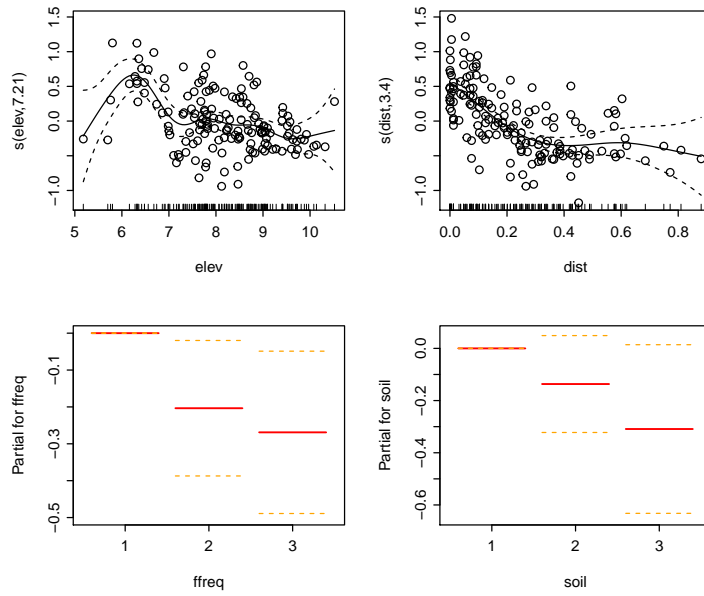 1.5
1.0
0.5
0.0
−1.0
s(elev,7.21)
5 6 7 8 9 10
elev
1.5
1.0
0.5
0.0
−1.0
s(dist,3.4)
0.0 0.2 0.4 0.6 0.8
dist
−0.1
−0.3
−0.5
Partial for ffreq
1 2 3
ffreq
0.0
−0.2
−0.4
−0.6
Partial for soil
1 2 3
soil